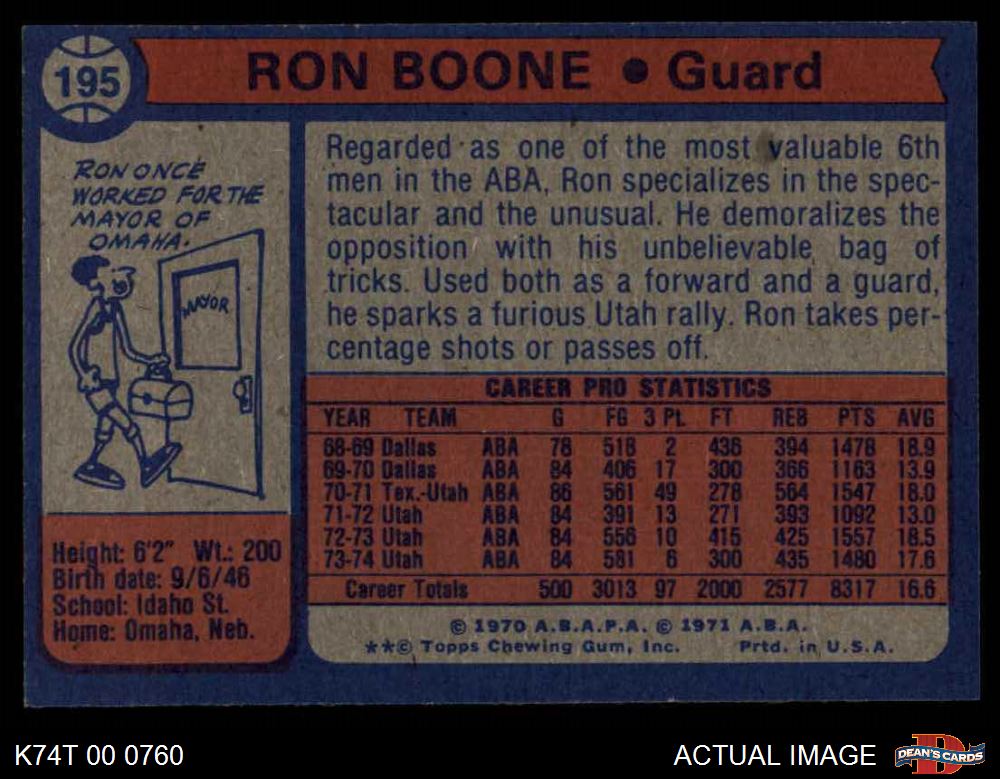 195
RON BOONE • Guard
RON ONCE
WORKED FOR THE
MAYOR OF
OMAHA.
MAYOR
Regarded as one of the most valuable 6th
men in the ABA, Ron specializes in the spec-
tacular and the unusual. He demoralizes the
opposition with his unbelievable bag of
tricks. Used both as a forward and a guard,
he sparks a furious Utah rally. Ron takes per-
centage shots or passes off.
CAREER PRO STATISTICS
YEAR TEAM G FG 3 Pt. FT REB PTS AVG
68-69 Dallas ABA 78 518 2 436 394 1478 18.9
69-70 Dallas ABA 84 406 17 300 366 1163 13.9
70-71 Tex.-Utah ABA 86 561 49 278 564 1547 18.0
71-72 Utah ABA 84 391 13 271 393 1092 13.0
72-73 Utah ABA 84 556 10 415 425 1557 18.5
73-74 Utah ABA 84 581 6 300 435 1480 17.6
Career Totals 500 3013 97 2000 2577 8317 16.6
Height: 6'2" Wt.: 200
Birth date: 9/6/46
School: Idaho St.
Home: Omaha, Neb.
© 1970 A.B.A.P.A. © 1971 A.B.A.
**© Topps Chewing Gum, Inc. Prtd. in U.S.A.
K74T 00 0760
ACTUAL IMAGE
D
DEAN'S CARDS